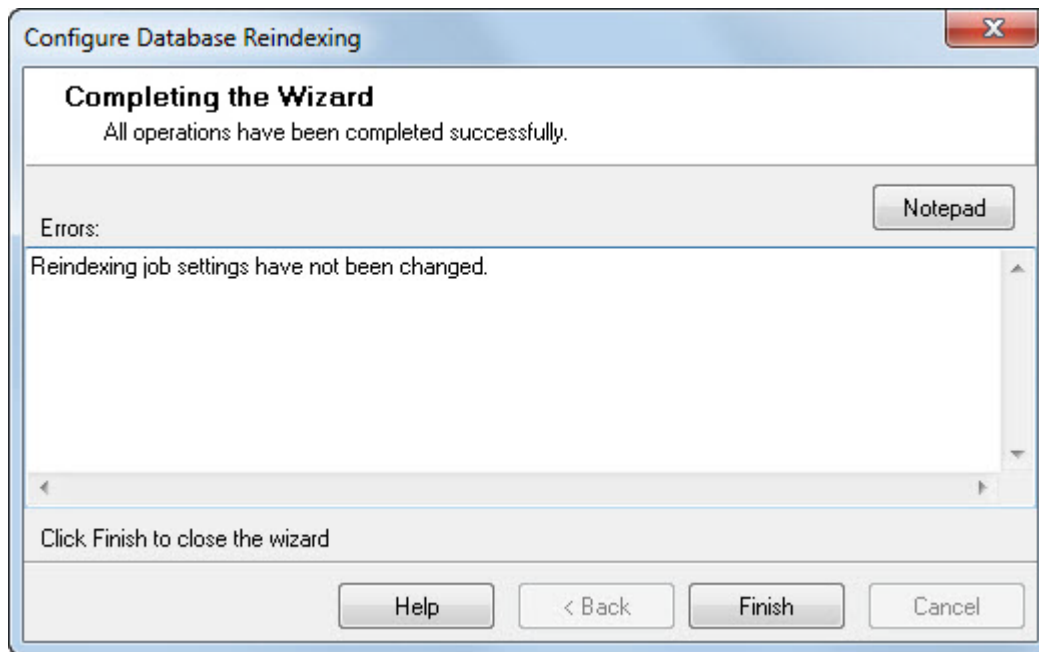 Configure Database Reindexing
Completing the Wizard
All operations have been completed successfully.
Notepad
Errors:
Reindexing job settings have not been changed.
Click Finish to close the wizard
Help
< Back
Finish
Cancel